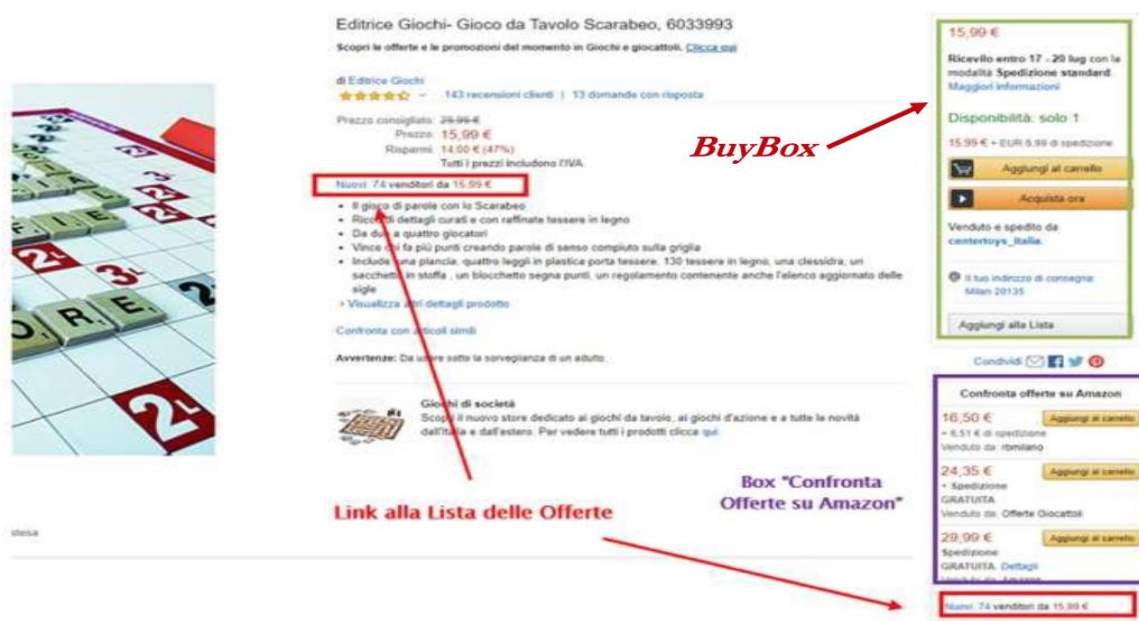 Editrice Giochi- Gioco da Tavolo Scarabeo, 6033993
Scopri le offerte e le promozioni del momento in Giochi e giocattoli. Clicca qui
di Editrice Giochi
143 recensioni clienti | 13 domande con risposta
Prezzo consigliato: 29,99 €
Prezzo: 15,99 €
Risparmi: 14,00 € (47%)
Tutti i prezzi includono l'IVA.
Nuovi: 74 venditori da 15,99 €
• Il gioco di parole con lo Scarabeo
• Ricco di dettagli curati e con raffinate tessere in legno
• Da due a quattro giocatori
• Vince chi fa più punti creando parole di senso compiuto sulla griglia
• Include una plancia, quattro leggii in plastica porta tessere, 130 tessere in legno, una clessidra, un
sacchetto in stoffa , un blocchetto segna punti, un regolamento contenente anche l'elenco aggiornato delle
sigle
› Visualizza altri dettagli prodotto
Confronta con articoli simili
Avvertenze: Da usare sotto la sorveglianza di un adulto.
Giochi di società
Scopri il nuovo store dedicato ai giochi da tavolo, ai giochi d'azione e a tutte le novità
dall'Italia e dall'estero. Per vedere tutti i prodotti clicca qui.
BuyBox
Link alla Lista delle Offerte
Box "Confronta
Offerte su Amazon"
15,99 €
Ricevilo entro 17 - 20 lug con la
modalità Spedizione standard.
Maggiori informazioni
Disponibilità: solo 1
15,99 € + EUR 6,99 di spedizione
Aggiungi al carrello
Acquista ora
Venduto e spedito da
centertoys_italia.
Il tuo indirizzo di consegna:
Milan 20135
Aggiungi alla Lista
Condividi
Confronta offerte su Amazon
16,50 €
Aggiungi al carrello
+ 6,51 € di spedizione
Venduto da: rbmilano
24,35 €
Aggiungi al carrello
+ Spedizione
GRATUITA
Venduto da: Offerte Giocattoli
29,99 €
Aggiungi al carrello
Spedizione
GRATUITA. Dettagli
Venduto da: Amazon
Nuovi: 74 venditori da 15,99 €
FIE
ORE
2L
3L
2L